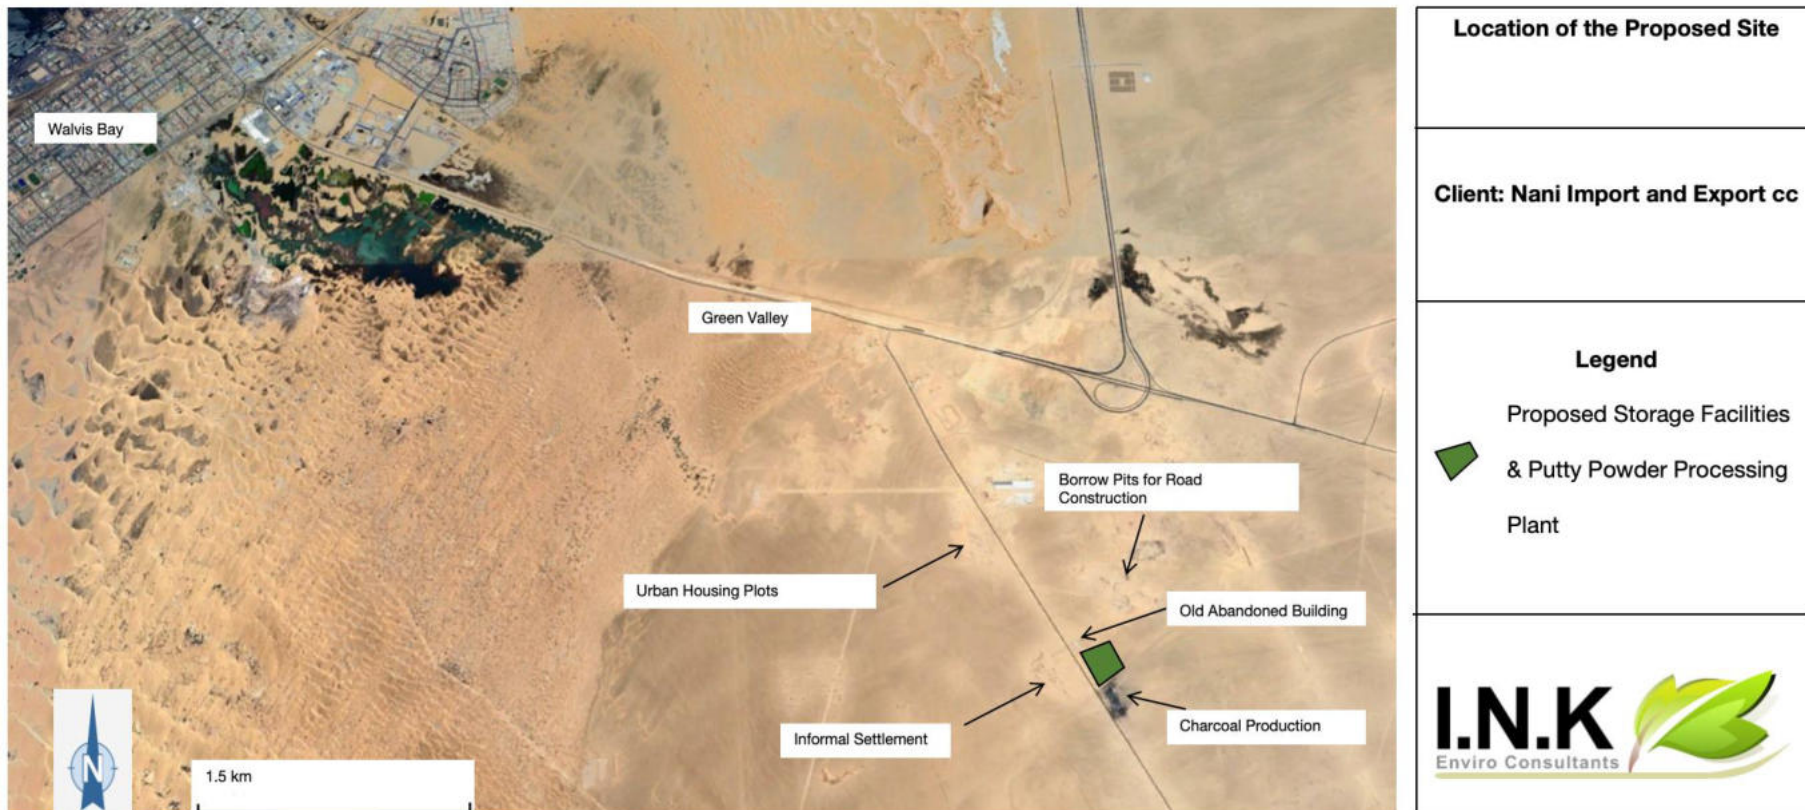 Walvis Bay
Green Valley
Borrow Pits for Road
Construction
Urban Housing Plots
Old Abandoned Building
Informal Settlement
Charcoal Production
N
1.5 km
Location of the Proposed Site
Client: Nani Import and Export cc
Legend
Proposed Storage Facilities
& Putty Powder Processing
Plant
I.N.K
Enviro Consultants